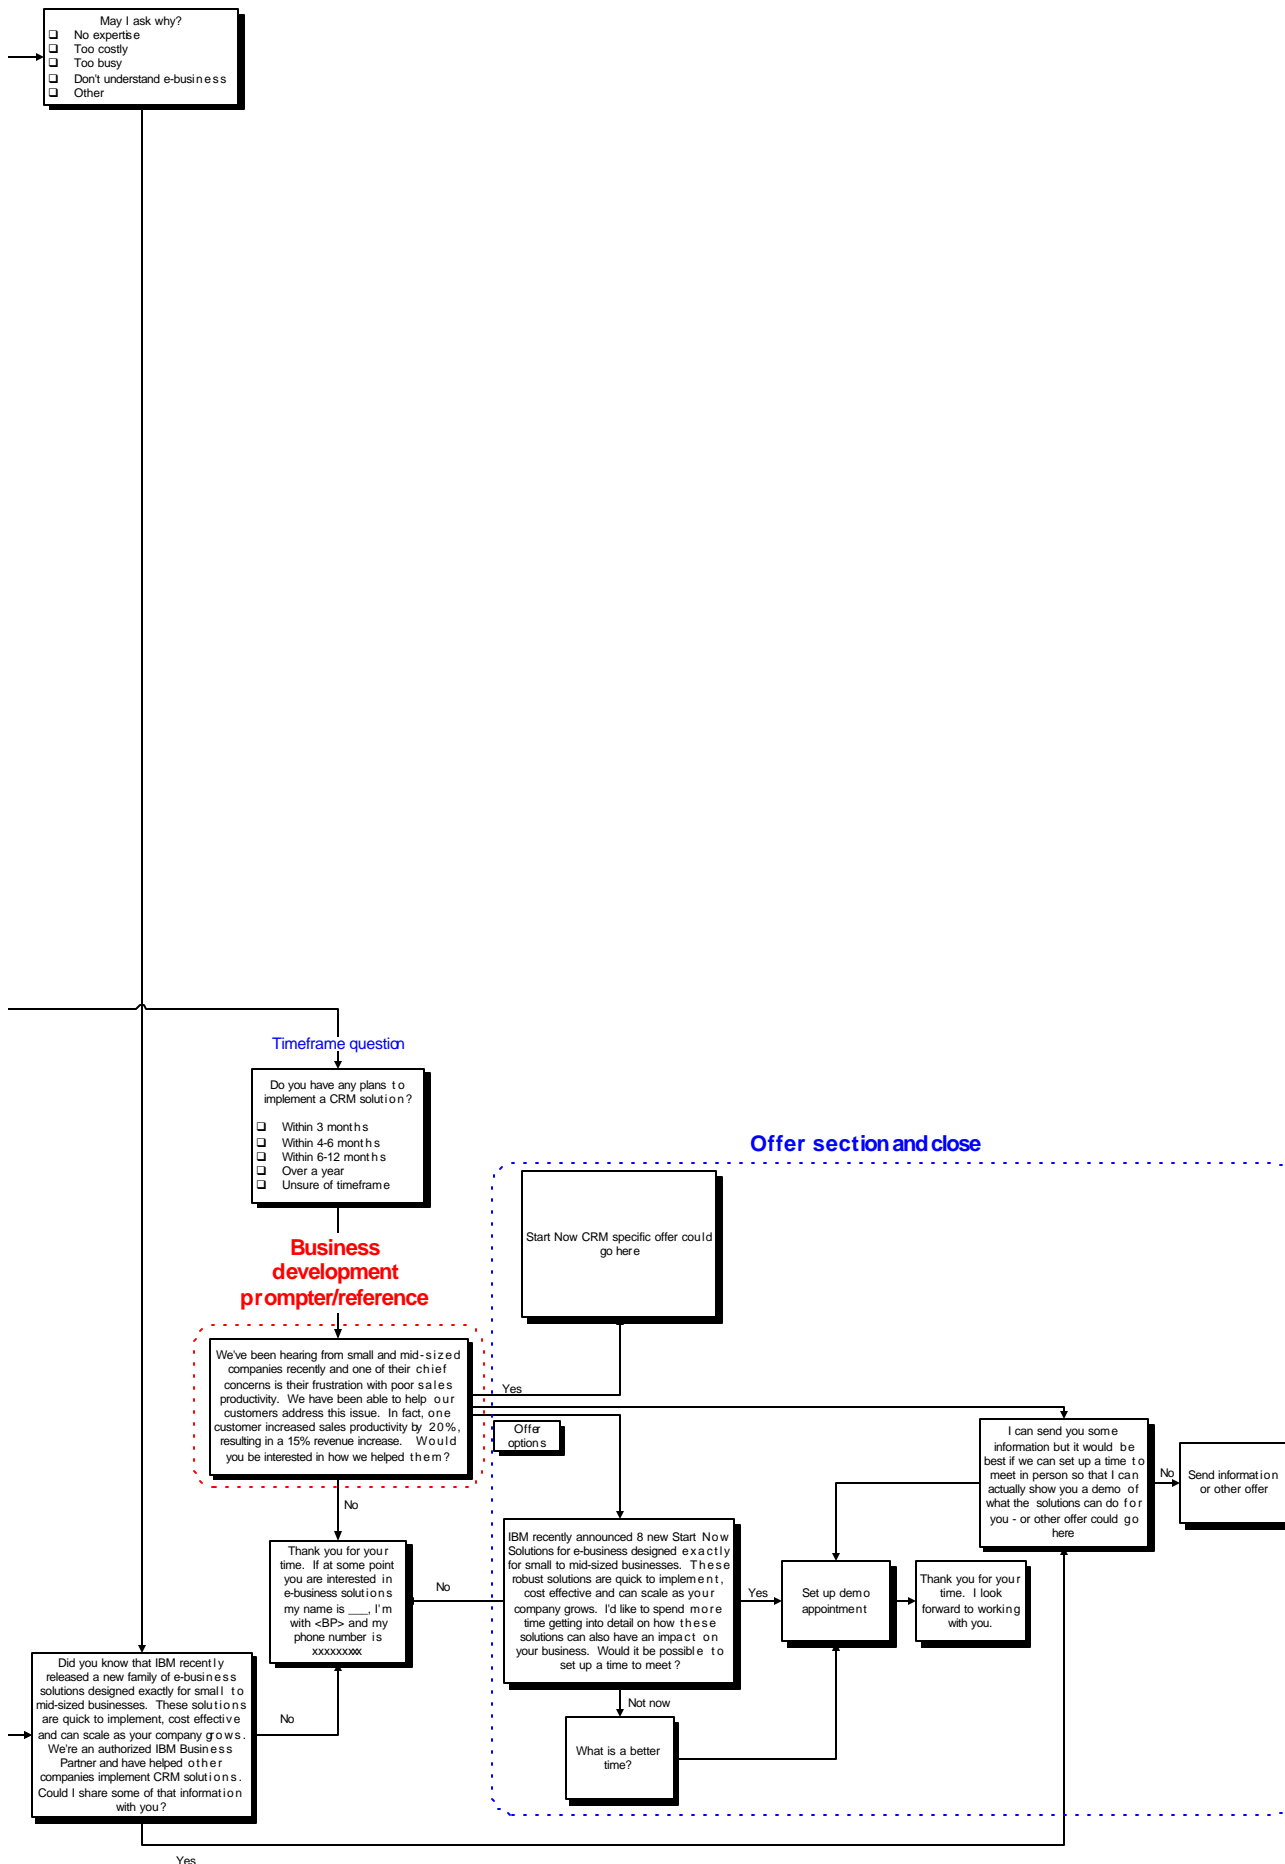 May I ask why?
❑ No expertise
❑ Too costly
❑ Too busy
❑ Don't understand e-business
❑ Other
Timeframe question
Do you have any plans to
implement a CRM solution?
❑ Within 3 months
❑ Within 4-6 months
❑ Within 6-12 months
❑ Over a year
❑ Unsure of timeframe
Business
development
prompter/reference
We've been hearing from small and mid-sized
companies recently and one of their chief
concerns is their frustration with poor sales
productivity. We have been able to help our
customers address this issue. In fact, one
customer increased sales productivity by 20%,
resulting in a 15% revenue increase. Would
you be interested in how we helped them?
Offer section and close
Start Now CRM specific offer could
go here
Yes
Offer
options
No
I can send you some
information but it would be
best if we can set up a time to
meet in person so that I can
actually show you a demo of
what the solutions can do for
you - or other offer could go
here
No
Send information
or other offer
Thank you for your
time. If at some point
you are interested in
e-business solutions
my name is ___, I'm
with <BP> and my
phone number is
xxxxxxxxx
No
IBM recently announced 8 new Start Now
Solutions for e-business designed exactly
for small to mid-sized businesses. These
robust solutions are quick to implement,
cost effective and can scale as your
company grows. I'd like to spend more
time getting into detail on how these
solutions can also have an impact on
your business. Would it be possible to
set up a time to meet?
Yes
Set up demo
appointment
Thank you for your
time. I look
forward to working
with you.
Not now
What is a better
time?
Did you know that IBM recently
released a new family of e-business
solutions designed exactly for small to
mid-sized businesses. These solutions
are quick to implement, cost effective
and can scale as your company grows.
We're an authorized IBM Business
Partner and have helped other
companies implement CRM solutions.
Could I share some of that information
with you?
No
Yes